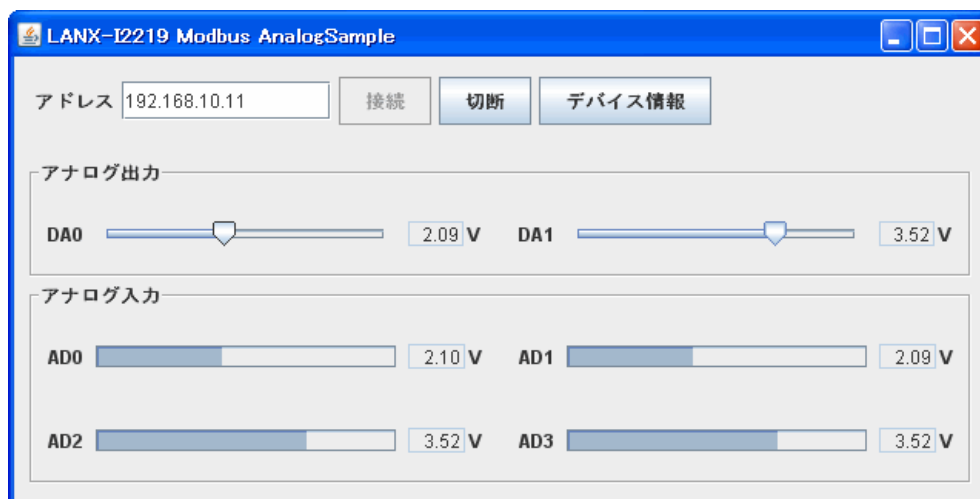 LANX-I2219 Modbus AnalogSample
アドレス 192.168.10.11 接続 切断 デバイス情報
アナログ出力
DA0 2.09 V DA1 3.52 V
アナログ入力
AD0 2.10 V AD1 2.09 V
AD2 3.52 V AD3 3.52 V